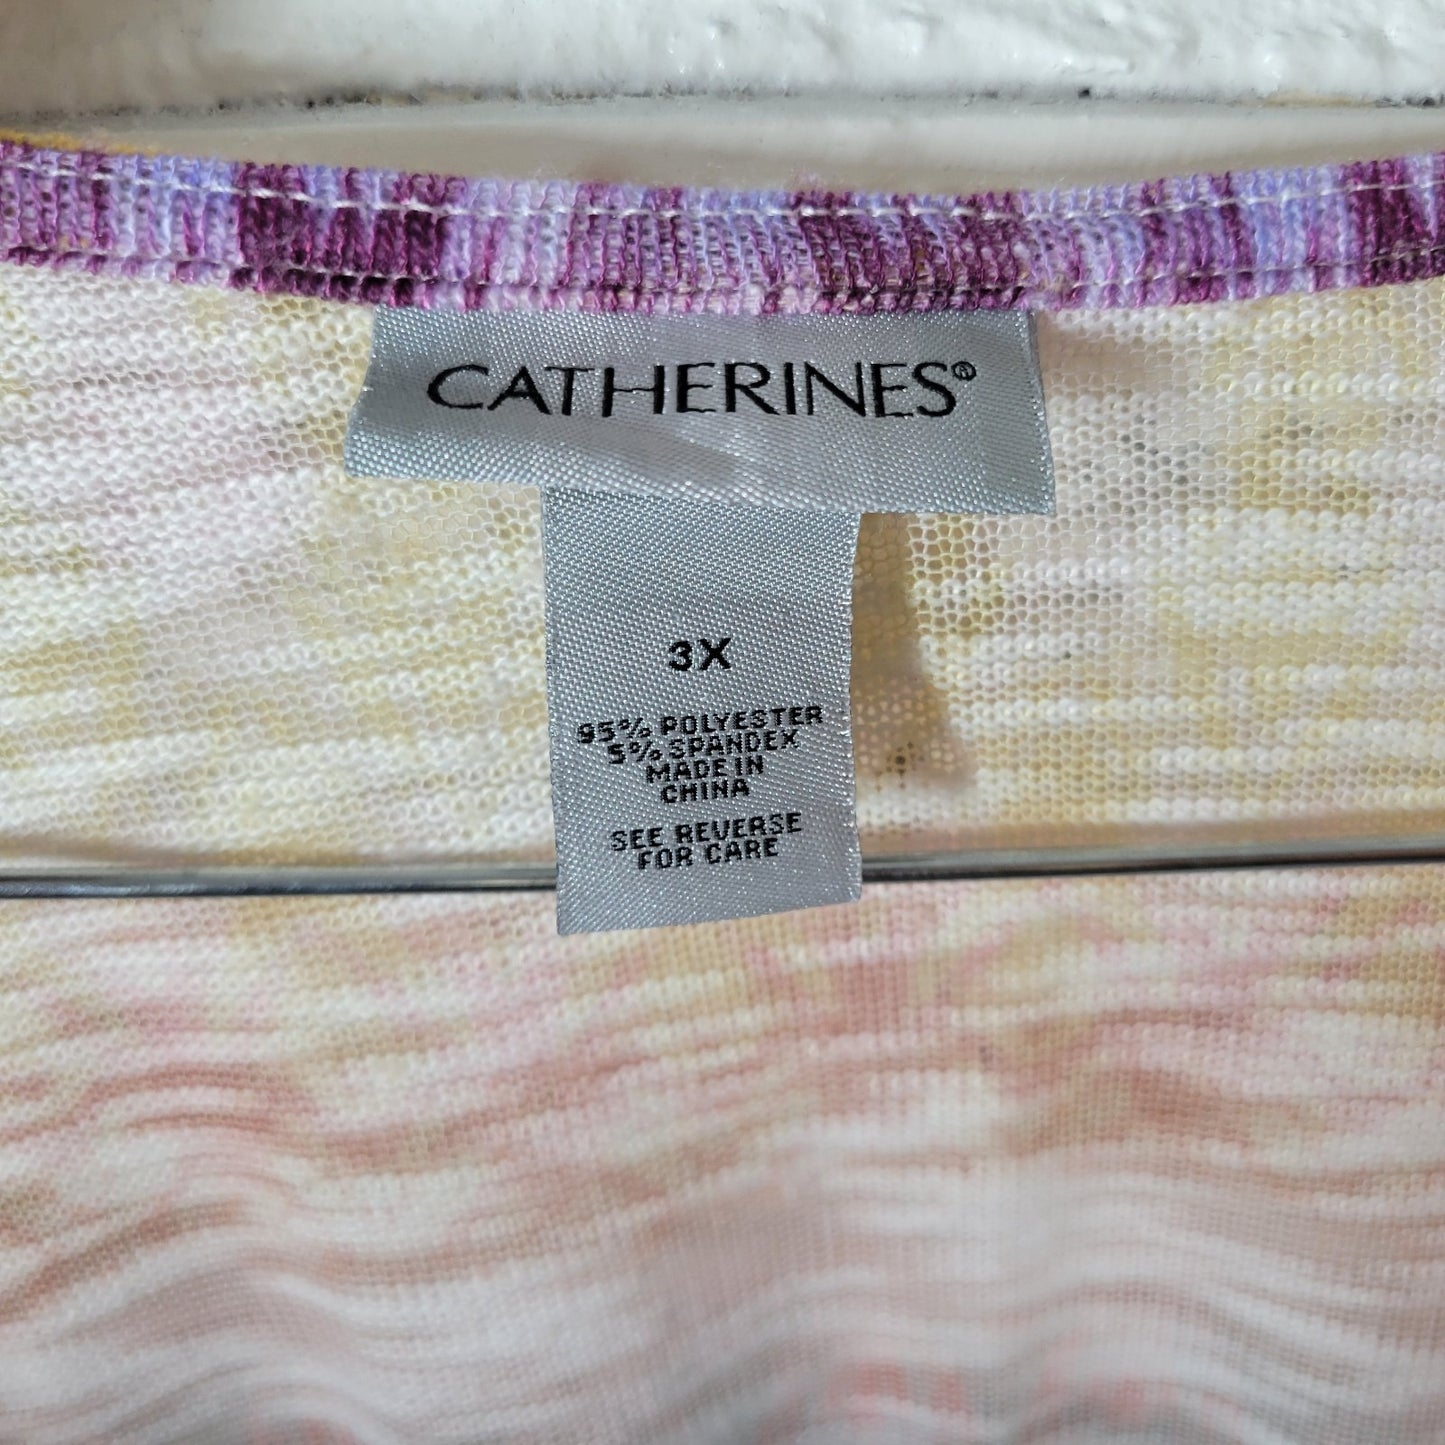 CATHERINES®
3X
95% POLYESTER
5% SPANDEX
MADE IN
CHINA
SEE REVERSE
FOR CARE